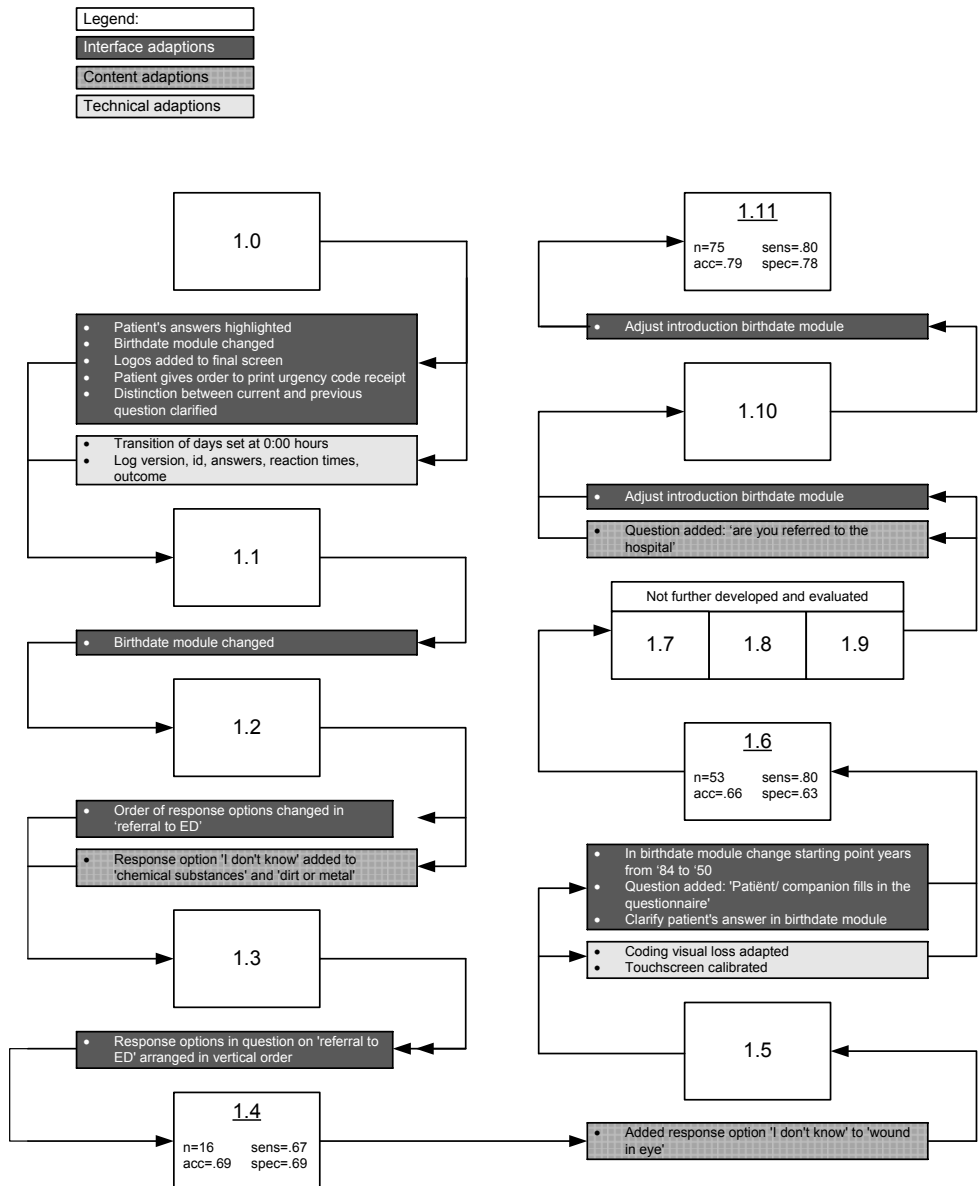 Legend:
Interface adaptions
Content adaptions
Technical adaptions
1.0
• Patient's answers highlighted
• Birthdate module changed
• Logos added to final screen
• Patient gives order to print urgency code receipt
• Distinction between current and previous
question clarified
• Transition of days set at 0:00 hours
• Log version, id, answers, reaction times,
outcome
1.1
• Birthdate module changed
1.2
• Order of response options changed in
‘referral to ED’
• Response option 'I don't know' added to
'chemical substances' and 'dirt or metal'
1.3
• Response options in question on 'referral to
ED' arranged in vertical order
1.4
n=16 sens=.67
acc=.69 spec=.69
• Added response option 'I don't know' to 'wound
in eye'
1.5
• Coding visual loss adapted
• Touchscreen calibrated
• In birthdate module change starting point years
from ‘84 to ‘50
• Question added: 'Patiënt/ companion fills in the
questionnaire'
• Clarify patient's answer in birthdate module
1.6
n=53 sens=.80
acc=.66 spec=.63
Not further developed and evaluated
1.7 1.8 1.9
• Question added: ‘are you referred to the
hospital’
• Adjust introduction birthdate module
1.10
• Adjust introduction birthdate module
1.11
n=75 sens=.80
acc=.79 spec=.78